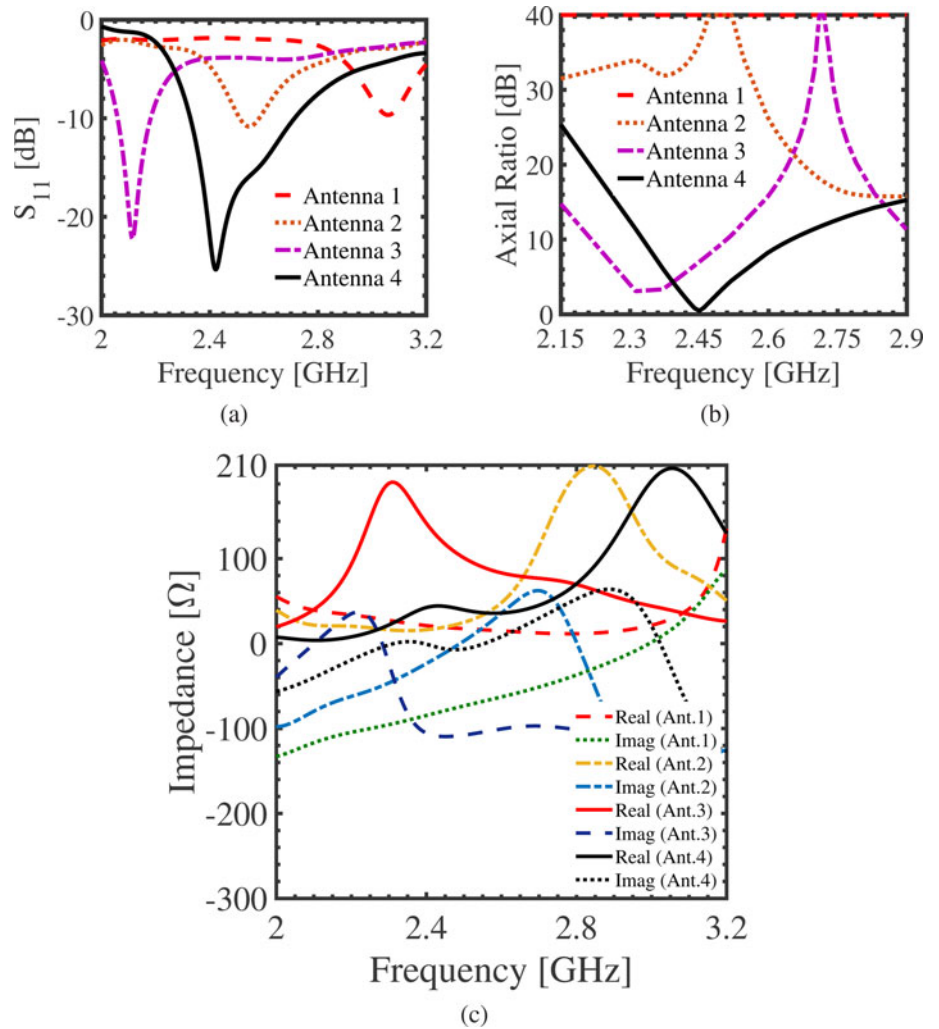 0
-10
-20
-30
S11 [dB]
Antenna 1
Antenna 2
Antenna 3
Antenna 4
2 2.4 2.8 3.2
Frequency [GHz]
(a)
40
30
20
10
0
Axial Ratio [dB]
Antenna 1
Antenna 2
Antenna 3
Antenna 4
2.15 2.3 2.45 2.6 2.75 2.9
Frequency [GHz]
(b)
210
100
0
-100
-200
-300
Impedance [Ω]
Real (Ant.1)
Imag (Ant.1)
Real (Ant.2)
Imag (Ant.2)
Real (Ant.3)
Imag (Ant.3)
Real (Ant.4)
Imag (Ant.4)
2 2.4 2.8 3.2
Frequency [GHz]
(c)